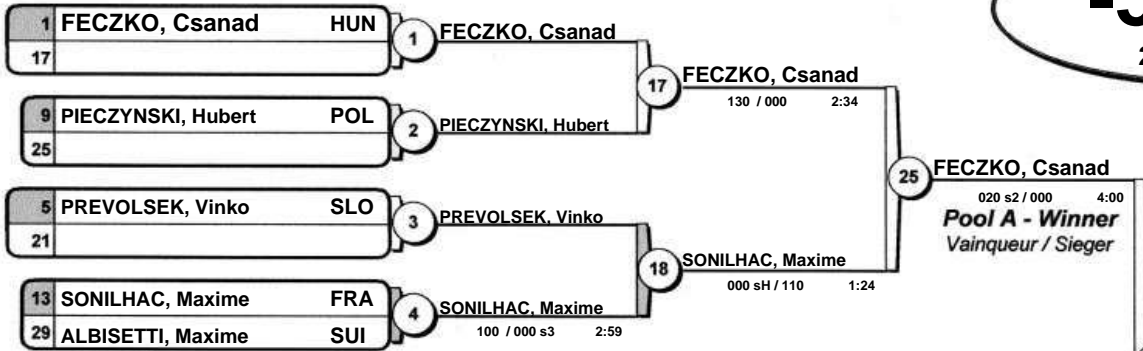 1 FECZKO, Csanad HUN
17
1
FECZKO, Csanad
9 PIECZYNSKI, Hubert POL
25
2
PIECZYNSKI, Hubert
17
FECZKO, Csanad
130 / 000 2:34
5 PREVOLSEK, Vinko SLO
21
3
PREVOLSEK, Vinko
13 SONILHAC, Maxime FRA
29 ALBISETTI, Maxime SUI
4
SONILHAC, Maxime
100 / 000 s3 2:59
18
SONILHAC, Maxime
000 sH / 110 1:24
25
FECZKO, Csanad
020 s2 / 000 4:00
Pool A - Winner
Vainqueur / Sieger